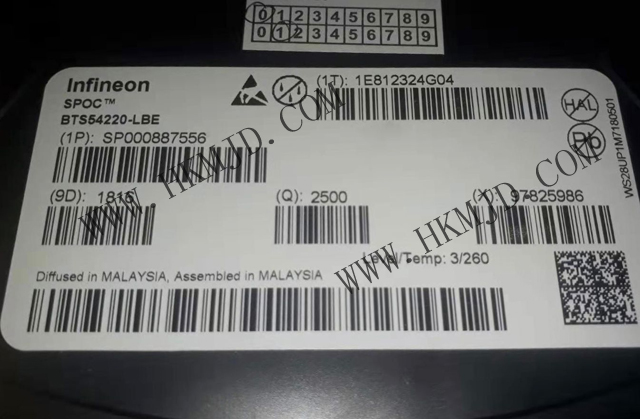 0 1 2 3 4 5 6 7 8 9
0 1 2 3 4 5 6 7 8 9
Infineon
SPOC™
BTS54220-LBE
(1T): 1E812324G04
(1P): SP000887556
HAL
Pb
WS28UP1M7180501
(9D):
(Q): 2500
(X): 97825986
Level/Temp: 3/260
Diffused in MALAYSIA, Assembled in MALAYSIA
WWW.HKMJD.COM
WWW.HKMJD.COM